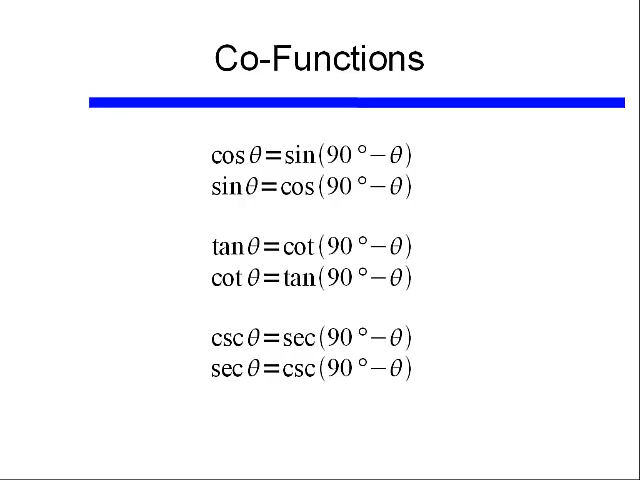 Co-Functions
cos θ=sin(90 °−θ)
sin θ=cos(90 °−θ)
tan θ=cot(90 °−θ)
cot θ=tan(90 °−θ)
csc θ=sec(90 °−θ)
sec θ=csc(90 °−θ)